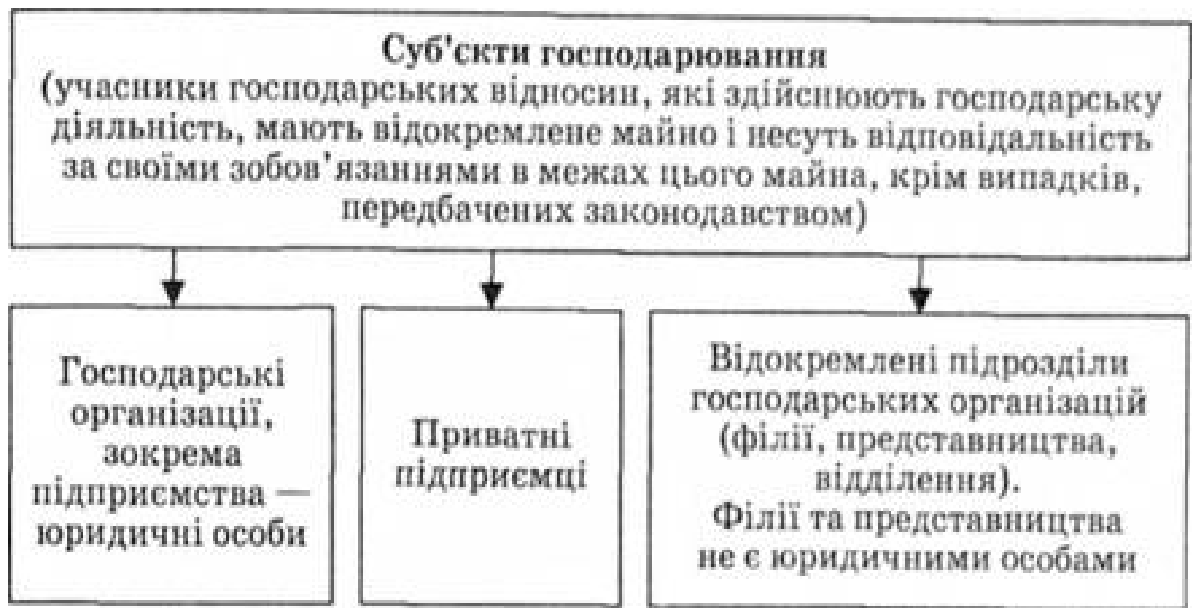 Суб'єкти господарювання
(учасники господарських відносин, які здійснюють господарську
діяльність, мають відокремлене майно і несуть відповідальність
за своїми зобов'язаннями в межах цього майна, крім випадків,
передбачених законодавством)
Господарські
організації,
зокрема
підприємства —
юридичні особи
Приватні
підприємці
Відокремлені підрозділи
господарських організацій
(філії, представництва,
відділення).
Філії та представництва
не є юридичними особами